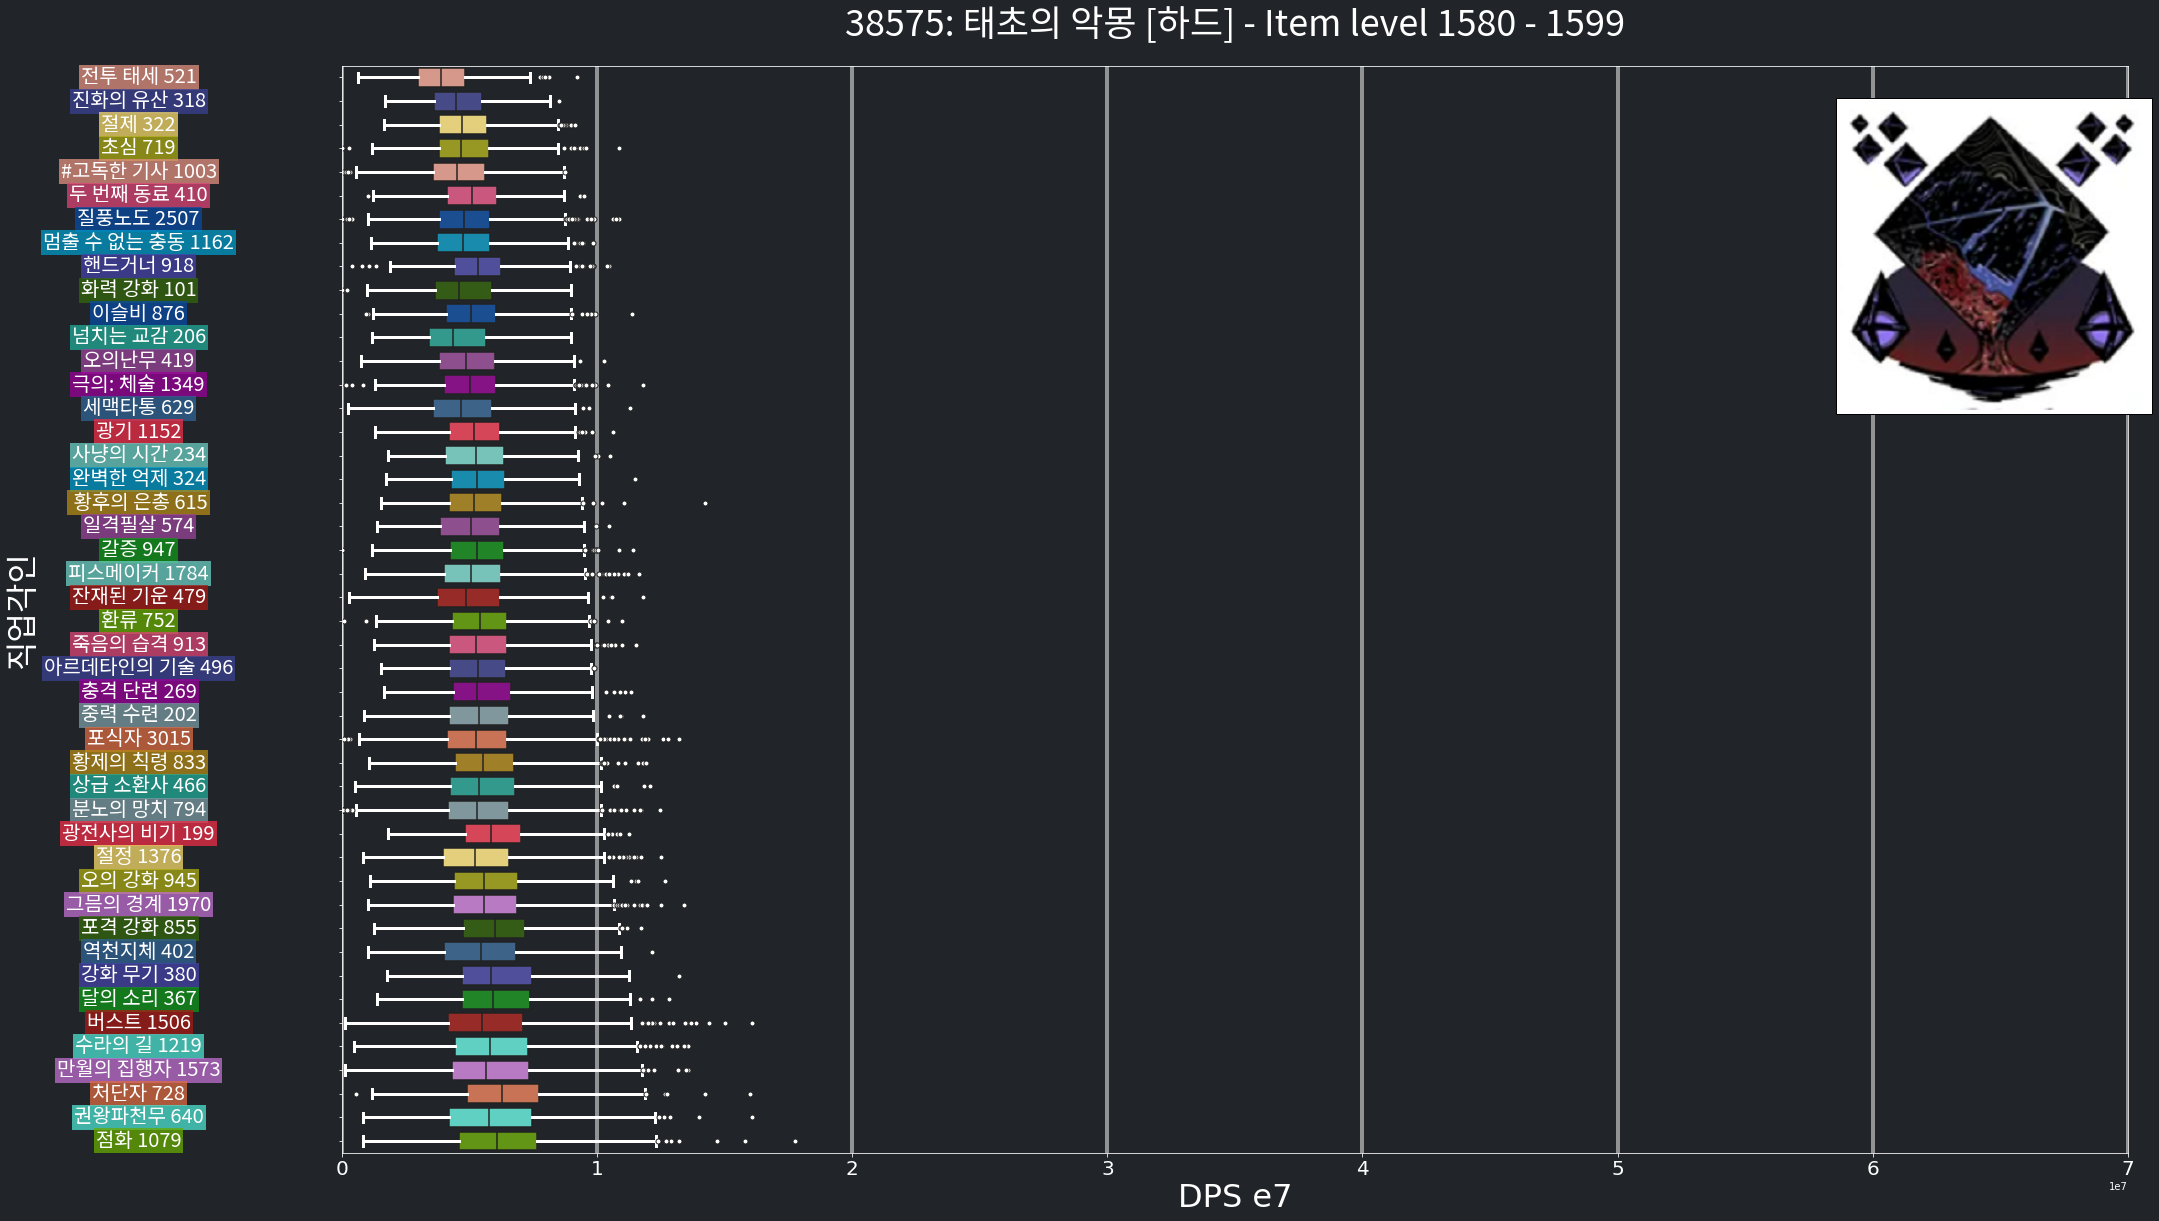 38575: 태초의 악몽 [하드] - Item level 1580 - 1599
직업각인
전투 태세 521
진화의 유산 318
절제 322
초심 719
#고독한 기사 1003
두 번째 동료 410
질풍노도 2507
멈출 수 없는 충동 1162
핸드거너 918
화력 강화 101
이슬비 876
넘치는 교감 206
오의난무 419
극의: 체술 1349
세맥타통 629
광기 1152
사냥의 시간 234
완벽한 억제 324
황후의 은총 615
일격필살 574
갈증 947
피스메이커 1784
잔재된 기운 479
환류 752
죽음의 습격 913
아르데타인의 기술 496
충격 단련 269
중력 수련 202
포식자 3015
황제의 칙령 833
상급 소환사 466
분노의 망치 794
광전사의 비기 199
절정 1376
오의 강화 945
그믐의 경계 1970
포격 강화 855
역천지체 402
강화 무기 380
달의 소리 367
버스트 1506
수라의 길 1219
만월의 집행자 1573
처단자 728
권왕파천무 640
점화 1079
0 1 2 3 4 5 6 7
1e7
DPS e7